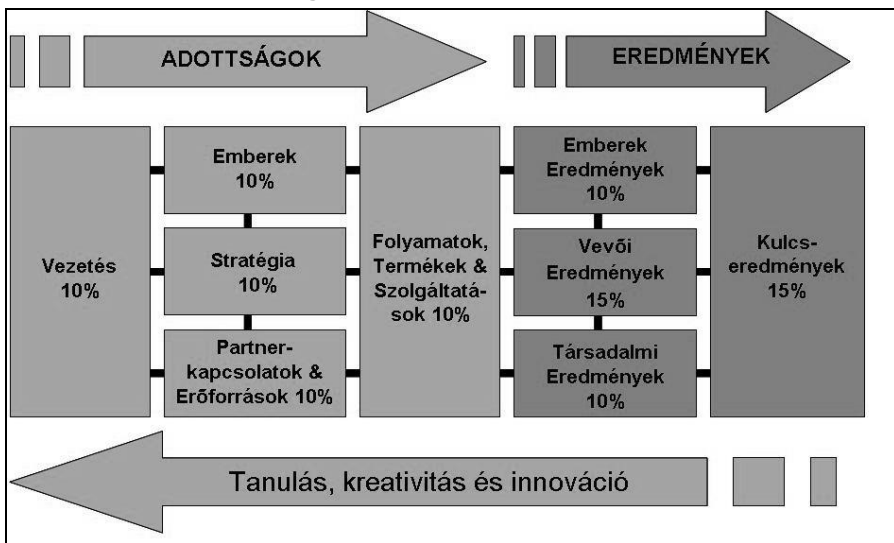 ADOTTSÁGOK
EREDMÉNYEK
Vezetés
10%
Emberek
10%
Stratégia
10%
Partner-
kapcsolatok &
Erőforrások 10%
Folyamatok,
Termékek &
Szolgáltatá-
sok 10%
Emberek
Eredmények
10%
Vevői
Eredmények
15%
Társadalmi
Eredmények
10%
Kulcs-
eredmények
15%
Tanulás, kreativitás és innováció